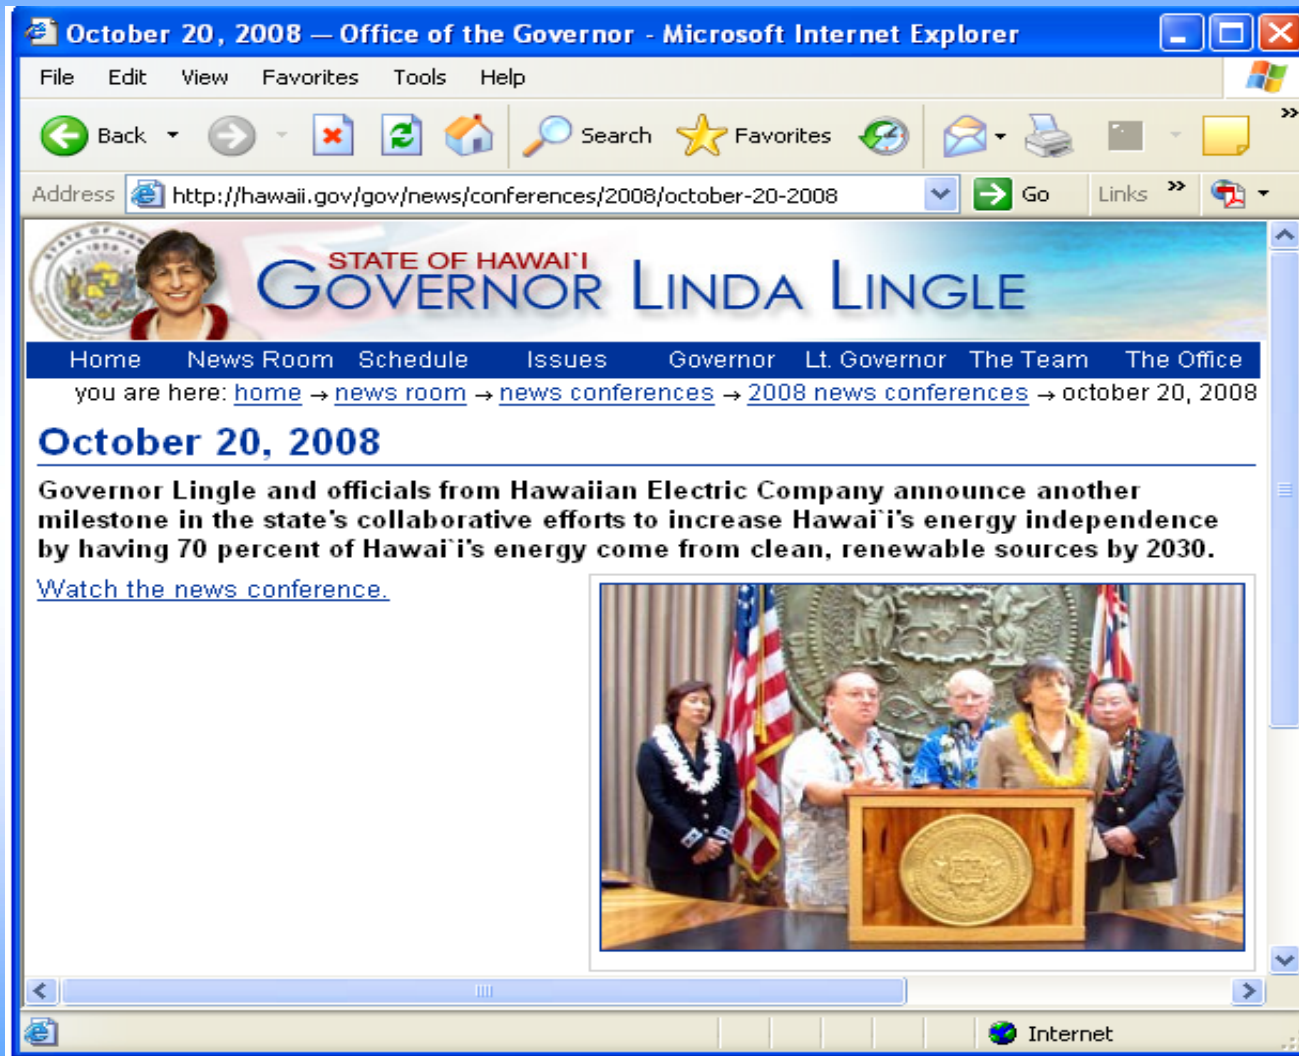 October 20, 2008 — Office of the Governor - Microsoft Internet Explorer
File Edit View Favorites Tools Help
Back Search Favorites »
Address http://hawaii.gov/gov/news/conferences/2008/october-20-2008 Go Links »
STATE OF HAWAI`I
GOVERNOR LINDA LINGLE
Home News Room Schedule Issues Governor Lt. Governor The Team The Office
you are here: home → news room → news conferences → 2008 news conferences → october 20, 2008
October 20, 2008
Governor Lingle and officials from Hawaiian Electric Company announce another
milestone in the state's collaborative efforts to increase Hawai`i's energy independence
by having 70 percent of Hawai`i's energy come from clean, renewable sources by 2030.
Watch the news conference.
Internet